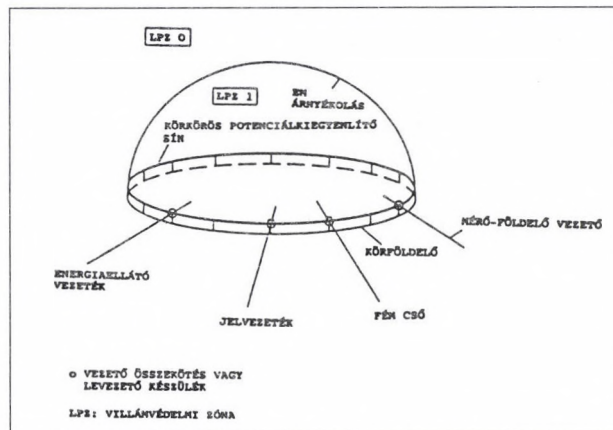 LPZ 0
EM
ÁRNYÉKOLÁS
LPZ 1
KÖRKÖRÖS POTENCIÁLKIEGYENLÍTŐ
SÍN
MÉRŐ-FÖLDELŐ VEZETŐ
KÖRFÖLDELŐ
ENERGIAELLÁTÓ
VEZETÉK
FÉM CSŐ
JELVEZETÉK
o VEZETŐ ÖSSZEKÖTÉS VAGY
LEVEZETŐ KÉSZÜLÉK
LPZ: VILLÁMVÉDELMI ZÓNA